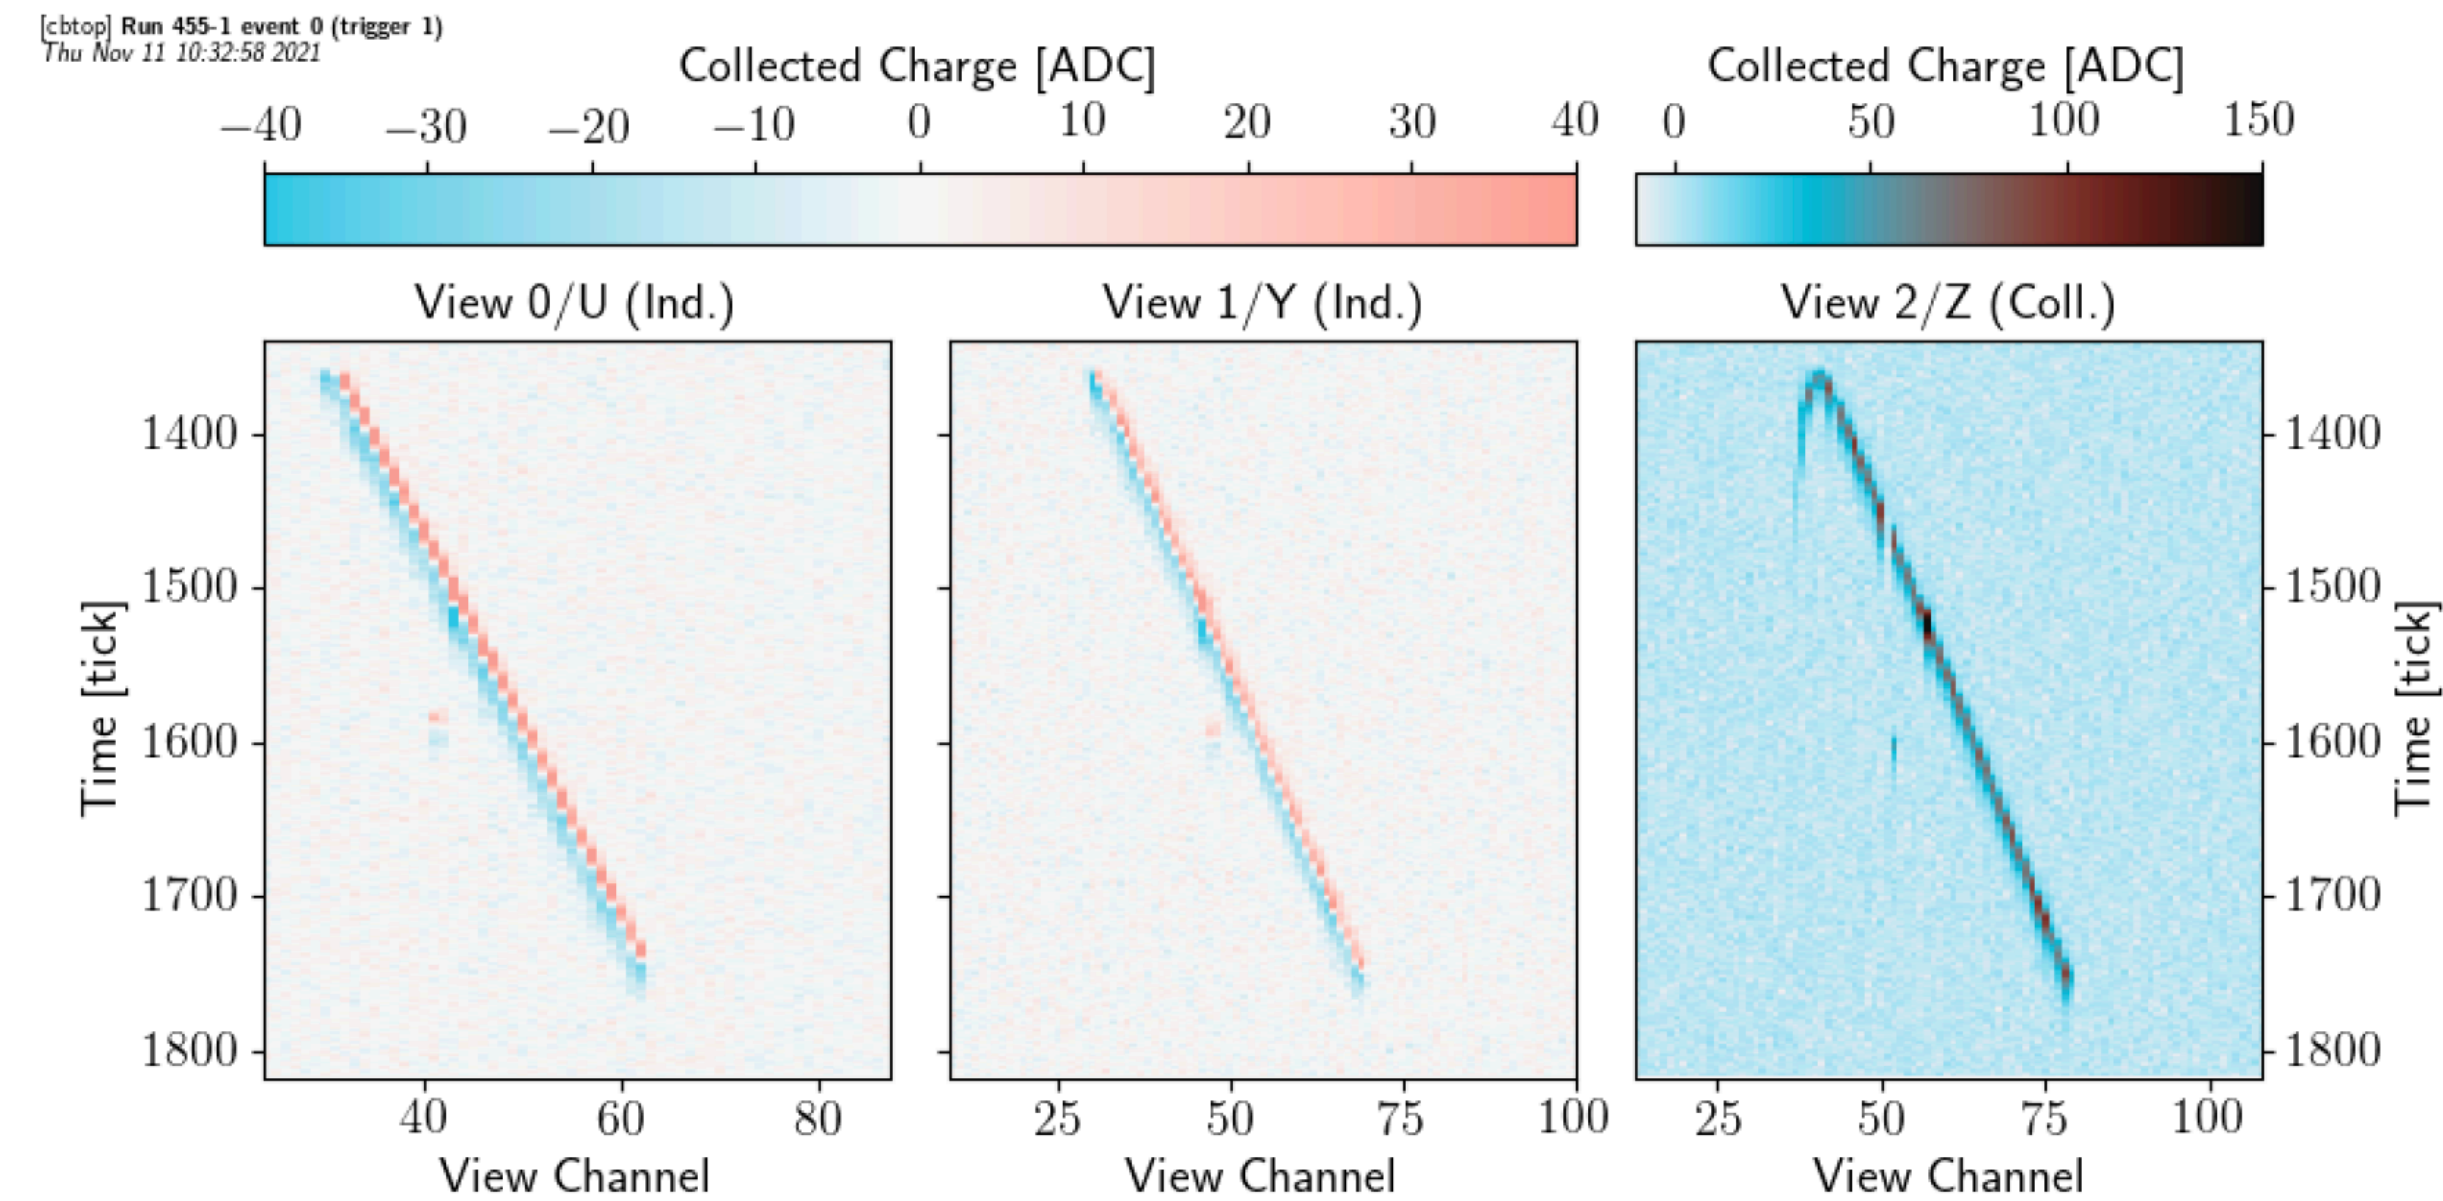 [cbtop] Run 455-1 event 0 (trigger 1)
Thu Nov 11 10:32:58 2021
Collected Charge [ADC] Collected Charge [ADC]
−40 −30 −20 −10 0 10 20 30 40 0 50 100 150
View 0/U (Ind.) View 1/Y (Ind.) View 2/Z (Coll.)
Time [tick]
1400
1500
1600
1700
1800
1400
1500
1600
1700
1800
Time [tick]
40 60 80 25 50 75 100 25 50 75 100
View Channel View Channel View Channel